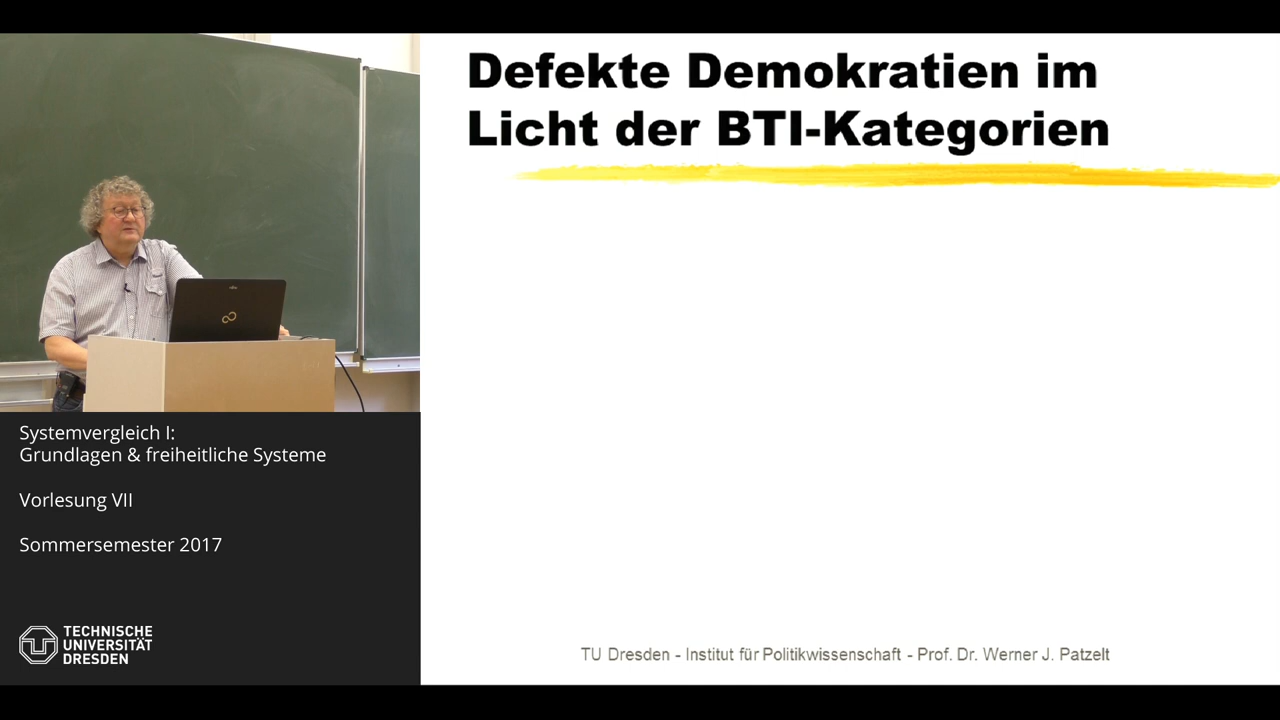 Defekte Demokratien im
Licht der BTI-Kategorien
Systemvergleich I:
Grundlagen & freiheitliche Systeme
Vorlesung VII
Sommersemester 2017
TECHNISCHE
UNIVERSITÄT
DRESDEN
TU Dresden - Institut für Politikwissenschaft - Prof. Dr. Werner J. Patzelt